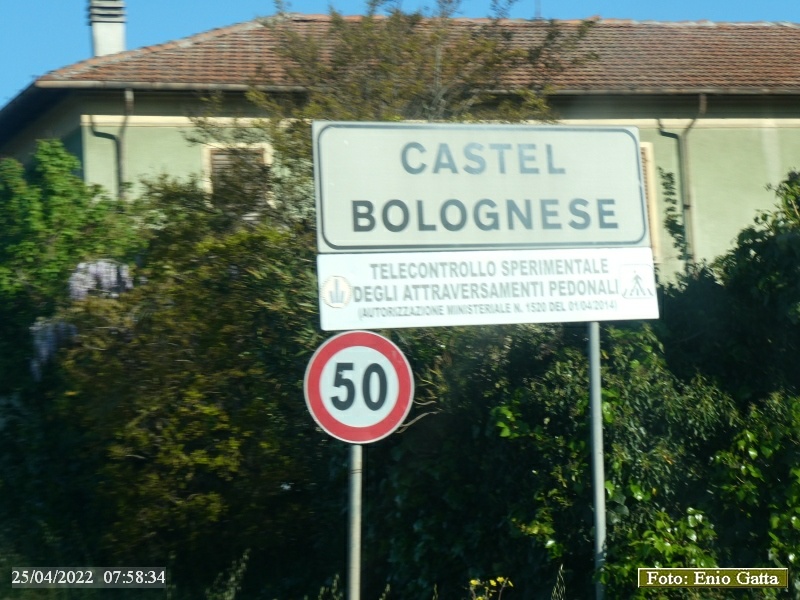 CASTEL
BOLOGNESE
TELECONTROLLO SPERIMENTALE
DEGLI ATTRAVERSAMENTI PEDONALI
(AUTORIZZAZIONE MINISTERIALE N. 1520 DEL 01/04/2014)
50
25/04/2022 07:58:34
Foto: Enio Gatta